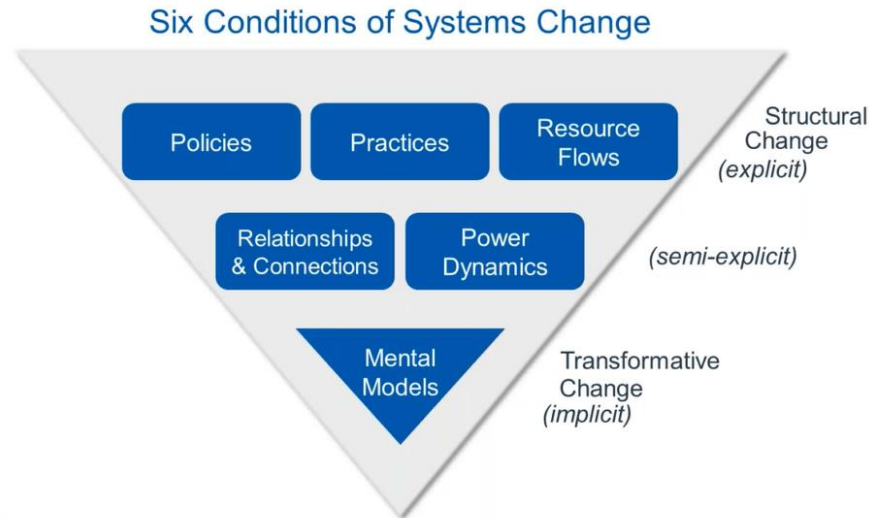 Six Conditions of Systems Change
Policies
Practices
Resource
Flows
Structural
Change
(explicit)
Relationships
& Connections
Power
Dynamics
(semi-explicit)
Mental
Models
Transformative
Change
(implicit)